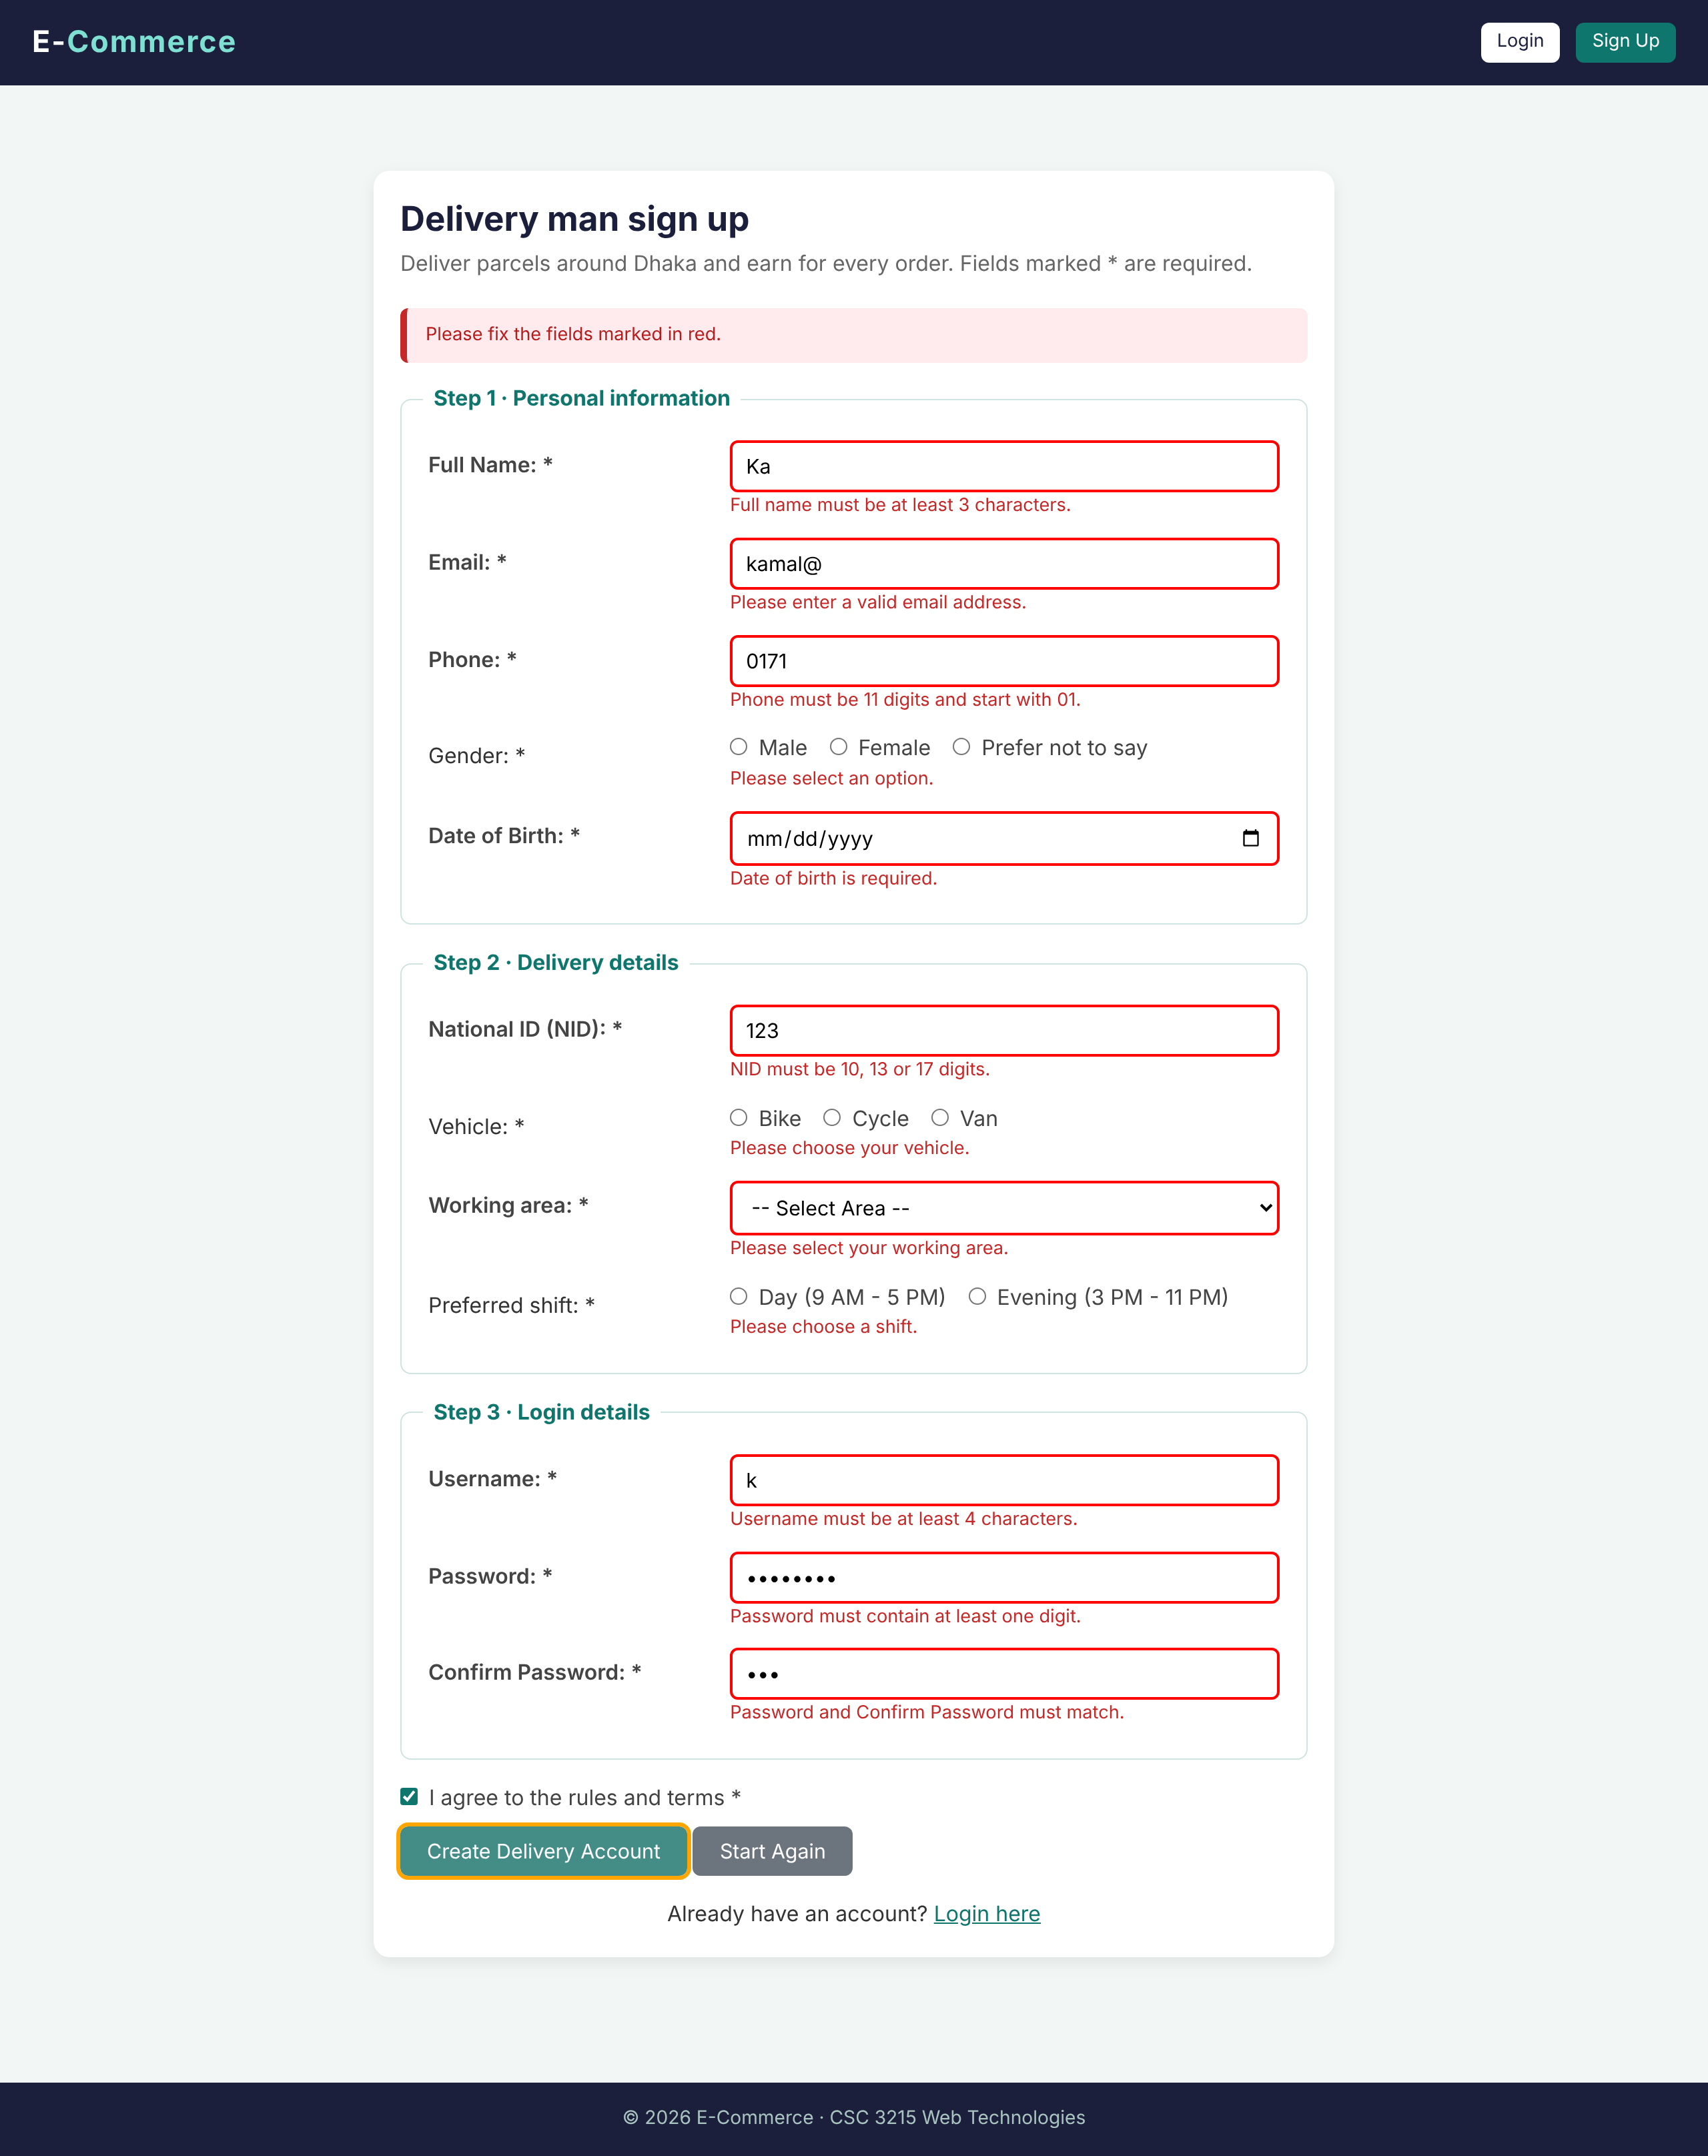 E-Commerce
Login
Sign Up
Delivery man sign up
Deliver parcels around Dhaka and earn for every order. Fields marked * are required.
Please fix the fields marked in red.
Step 1 · Personal information
Full Name: *
Ka
Full name must be at least 3 characters.
Email: *
kamal@
Please enter a valid email address.
Phone: *
0171
Phone must be 11 digits and start with 01.
Gender: *
Male Female Prefer not to say
Please select an option.
Date of Birth: *
mm/dd/yyyy
Date of birth is required.
Step 2 · Delivery details
National ID (NID): *
123
NID must be 10, 13 or 17 digits.
Vehicle: *
Bike Cycle Van
Please choose your vehicle.
Working area: *
-- Select Area --
Please select your working area.
Preferred shift: *
Day (9 AM - 5 PM) Evening (3 PM - 11 PM)
Please choose a shift.
Step 3 · Login details
Username: *
k
Username must be at least 4 characters.
Password: *
••••••••
Password must contain at least one digit.
Confirm Password: *
•••
Password and Confirm Password must match.
I agree to the rules and terms *
Create Delivery Account
Start Again
Already have an account? Login here
© 2026 E-Commerce · CSC 3215 Web Technologies